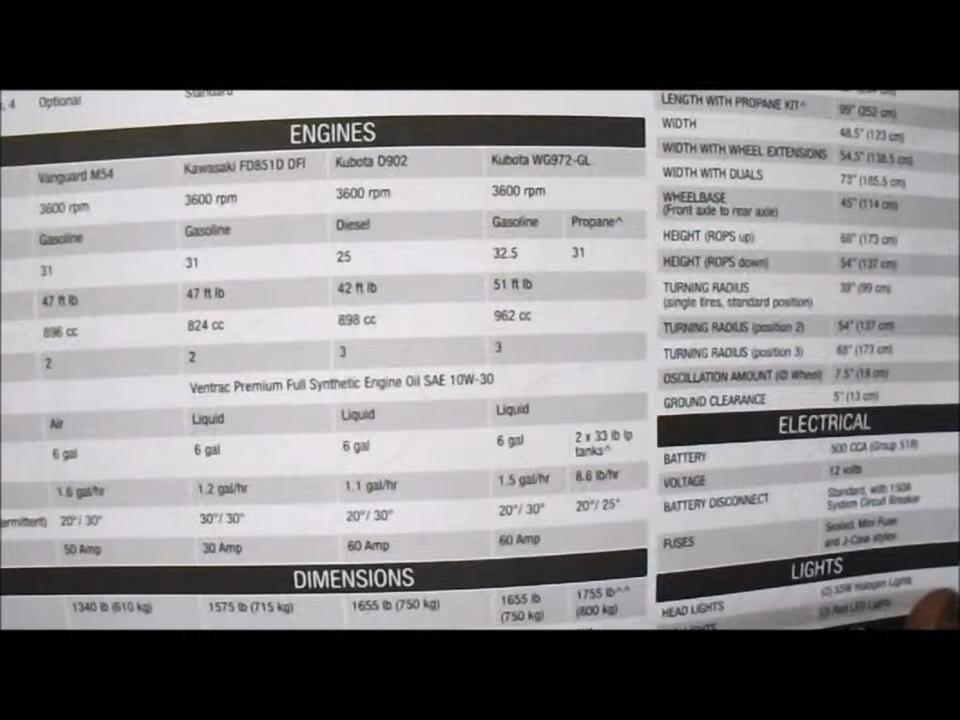 4 Optional Standard
ENGINES
Vanguard M54 Kawasaki FD851D DFI Kubota D902 Kubota WG972-GL
3600 rpm 3600 rpm 3600 rpm 3600 rpm
Gasoline Gasoline Diesel Gasoline Propane^
31 31 25 32.5 31
47 ft lb 47 ft lb 42 ft lb 51 ft lb
896 cc 824 cc 898 cc 962 cc
2 2 3 3
Ventrac Premium Full Synthetic Engine Oil SAE 10W-30
Air Liquid Liquid Liquid
6 gal 6 gal 6 gal 6 gal 2 x 33 lb lp
tanks^
1.6 gal/hr 1.2 gal/hr 1.1 gal/hr 1.5 gal/hr 8.6 lb/hr
ermittent) 20°/ 30° 30°/ 30° 20°/ 30° 20°/ 30° 20°/ 25°
50 Amp 30 Amp 60 Amp 60 Amp
DIMENSIONS
1340 lb (610 kg) 1575 lb (715 kg) 1655 lb (750 kg) 1655 lb
(750 kg)
1755 lb^^
(800 kg)
LENGTH WITH PROPANE KIT^ 99" (252 cm)
WIDTH 48.5" (123 cm)
WIDTH WITH WHEEL EXTENSIONS 54.5" (138.5 cm)
WIDTH WITH DUALS 73" (185.5 cm)
WHEELBASE
(Front axle to rear axle) 45" (114 cm)
HEIGHT (ROPS up) 68" (173 cm)
HEIGHT (ROPS down) 54" (137 cm)
TURNING RADIUS
(single tires, standard position) 39" (99 cm)
TURNING RADIUS (position 2) 54" (137 cm)
TURNING RADIUS (position 3) 68" (173 cm)
OSCILLATION AMOUNT (@ Wheel) 7.5" (19 cm)
GROUND CLEARANCE 5" (13 cm)
ELECTRICAL
BATTERY 500 CCA (Group 51R)
VOLTAGE 12 volts
BATTERY DISCONNECT Standard, with 150A
System Circuit Breaker
FUSES Sealed, Mini Fuse
and J-Case styles
LIGHTS
HEAD LIGHTS (2) 35W Halogen Lights
(2) Red LED Lights